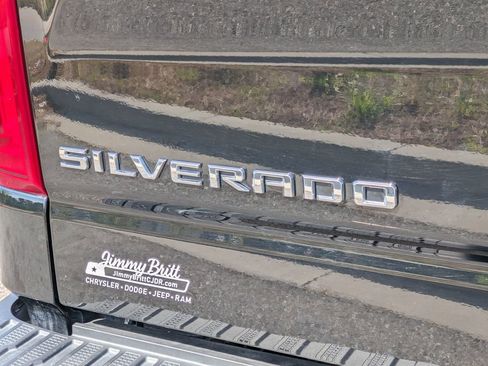 SILVERADO
Jimmy Britt
JimmyBrittCJDR.com
CHRYSLER • DODGE • JEEP • RAM